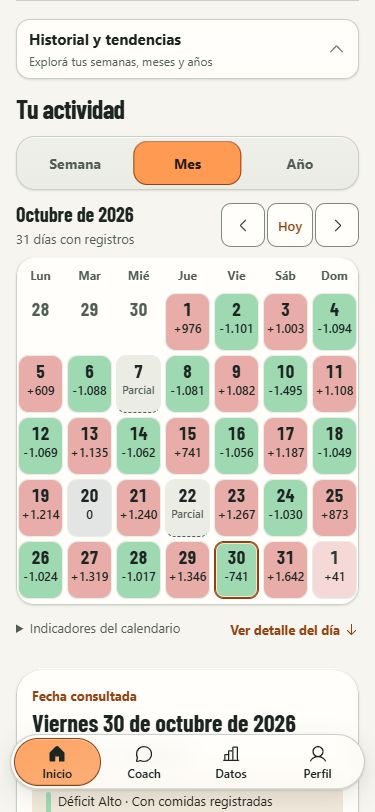 Historial y tendencias
Explorá tus semanas, meses y años
Tu actividad
Semana Mes Año
Octubre de 2026
31 días con registros
Hoy
Lun Mar Mié Jue Vie Sáb Dom
28 29 30 1 2 3 4
+976 -1.101 +1.003 -1.094
5 6 7 8 9 10 11
+609 -1.088 Parcial -1.081 +1.082 -1.495 +1.108
12 13 14 15 16 17 18
-1.069 +1.135 -1.062 +741 -1.056 +1.187 -1.049
19 20 21 22 23 24 25
+1.214 0 +1.240 Parcial +1.267 -1.030 +873
26 27 28 29 30 31 1
-1.024 +1.319 -1.017 +1.346 -741 +1.642 +41
Indicadores del calendario
Ver detalle del día ↓
Fecha consultada
Viernes 30 de octubre de 2026
Inicio Coach Datos Perfil
Déficit Alto · Con comidas registradas